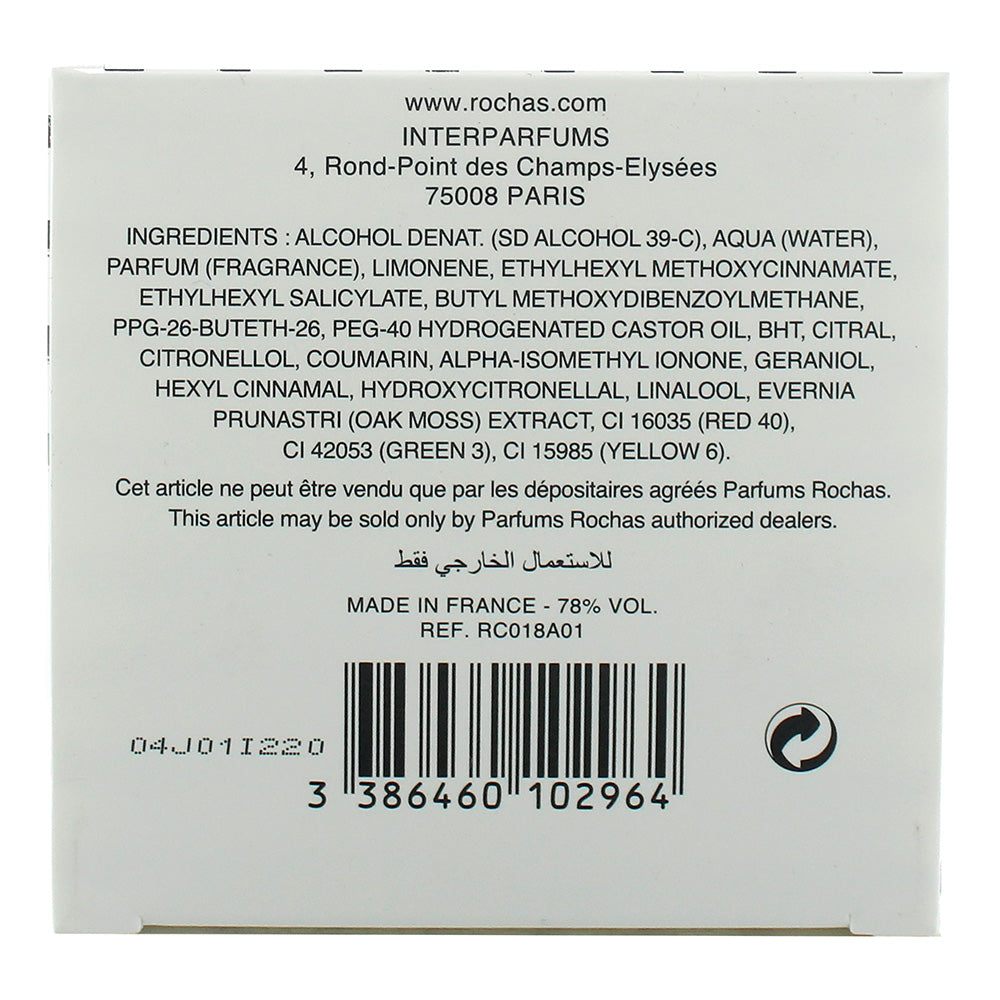 www.rochas.com
INTERPARFUMS
4, Rond-Point des Champs-Elysées
75008 PARIS
INGREDIENTS : ALCOHOL DENAT. (SD ALCOHOL 39-C), AQUA (WATER),
PARFUM (FRAGRANCE), LIMONENE, ETHYLHEXYL METHOXYCINNAMATE,
ETHYLHEXYL SALICYLATE, BUTYL METHOXYDIBENZOYLMETHANE,
PPG-26-BUTETH-26, PEG-40 HYDROGENATED CASTOR OIL, BHT, CITRAL,
CITRONELLOL, COUMARIN, ALPHA-ISOMETHYL IONONE, GERANIOL,
HEXYL CINNAMAL, HYDROXYCITRONELLAL, LINALOOL, EVERNIA
PRUNASTRI (OAK MOSS) EXTRACT, CI 16035 (RED 40),
CI 42053 (GREEN 3), CI 15985 (YELLOW 6).
Cet article ne peut être vendu que par les dépositaires agréés Parfums Rochas.
This article may be sold only by Parfums Rochas authorized dealers.
للاستعمال الخارجي فقط
MADE IN FRANCE - 78% VOL.
REF. RC018A01
04J01I220
3 386460 102964